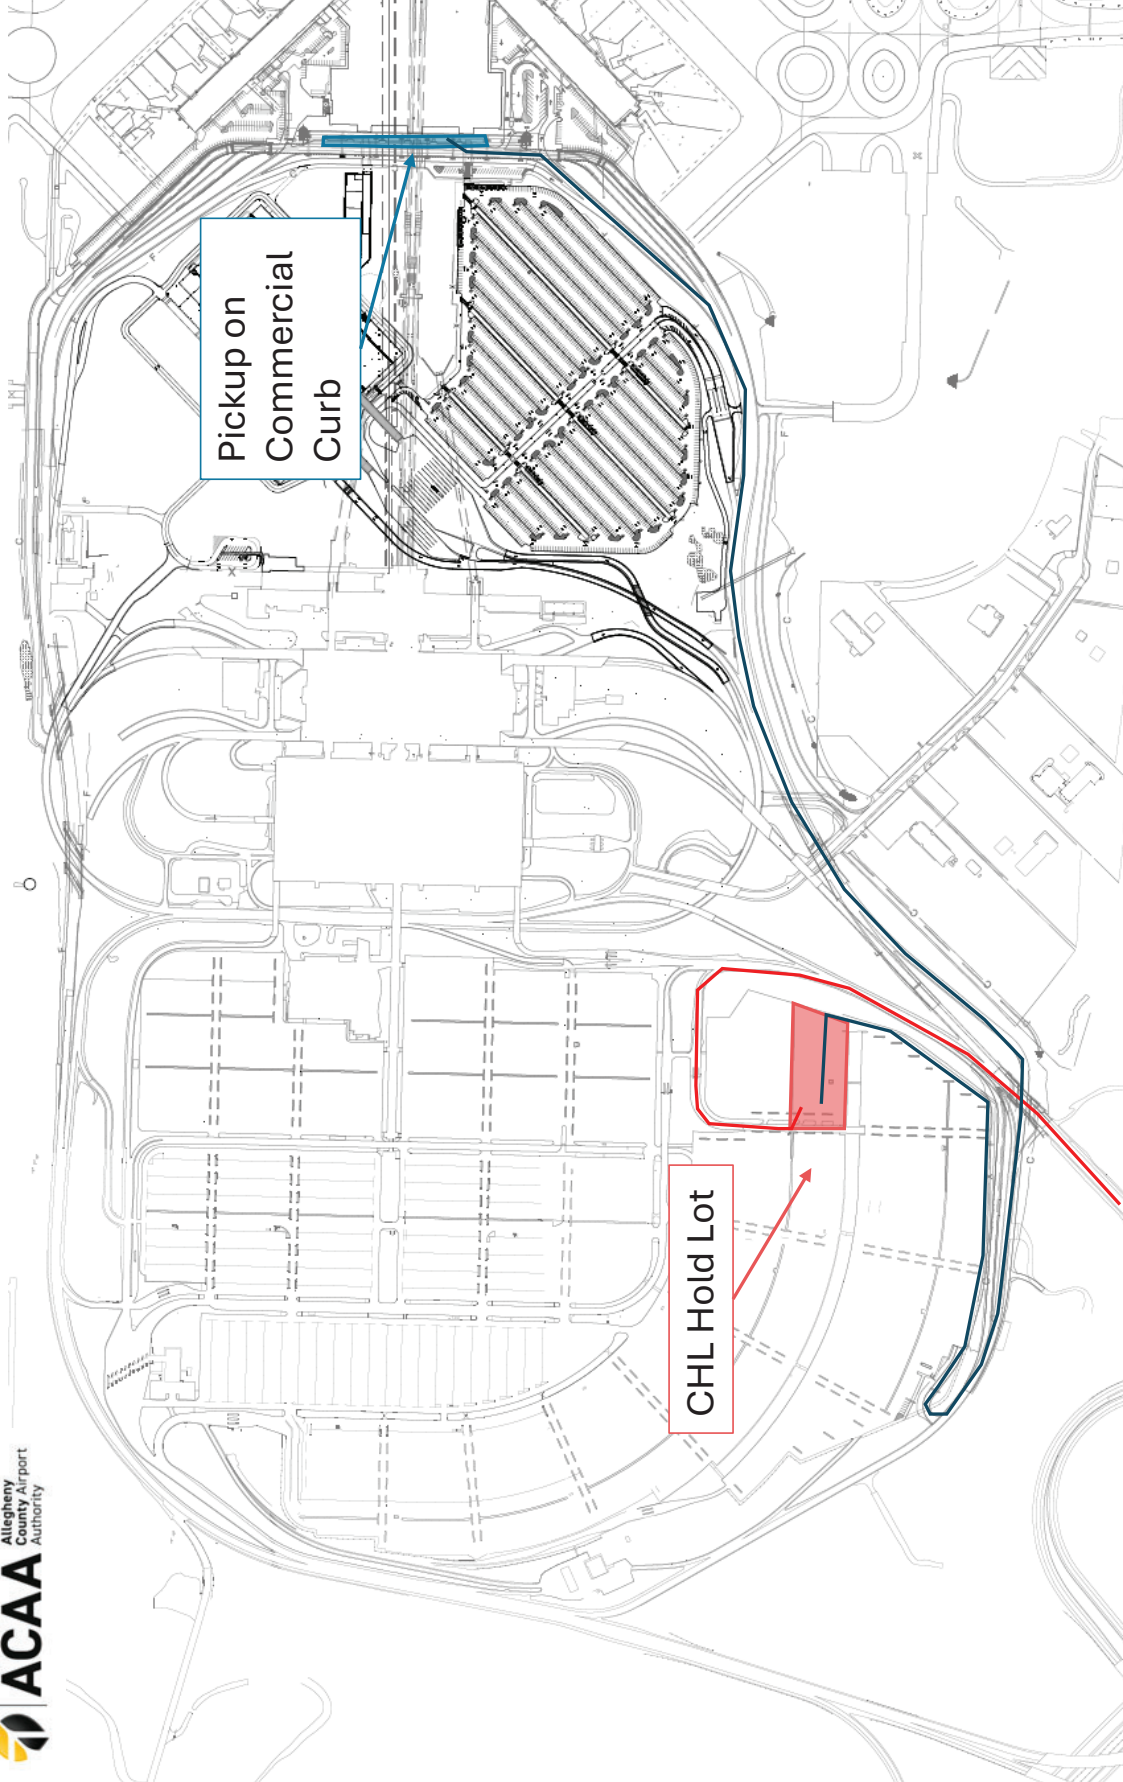 ACAA
Allegheny
County Airport
Authority
Pickup on
Commercial
Curb
CHL Hold Lot